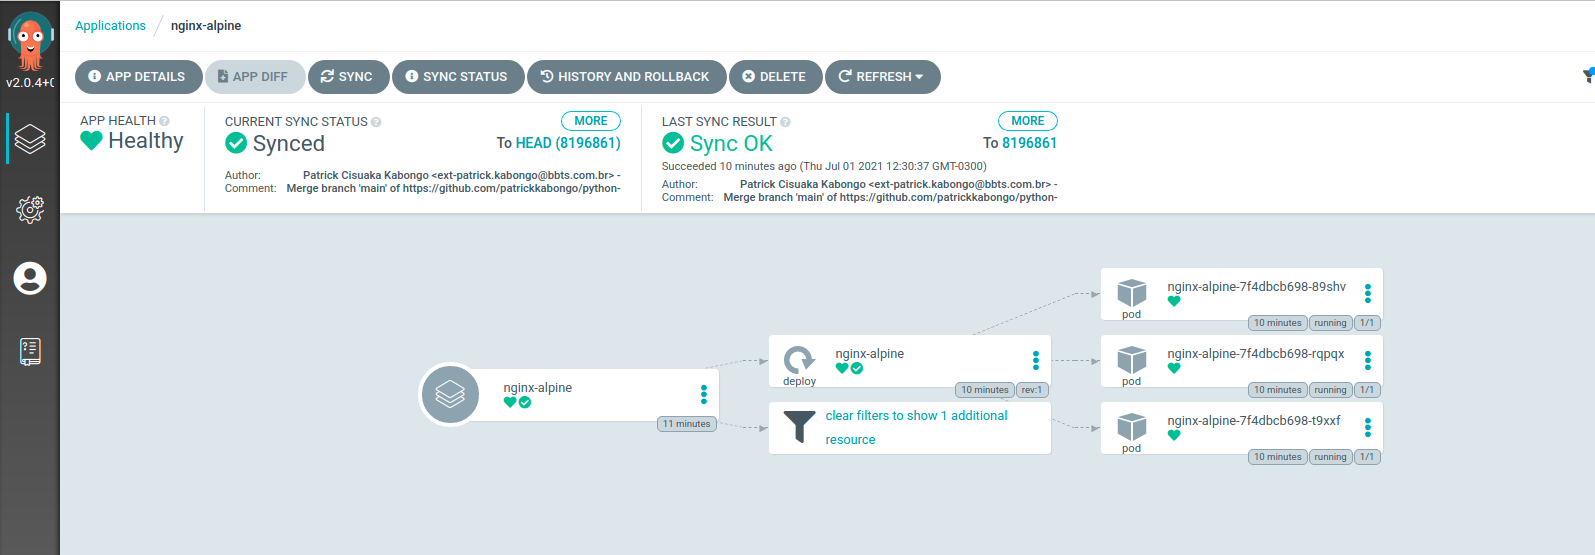 Applications / nginx-alpine
v2.0.4+0
APP DETAILS
APP DIFF
SYNC
SYNC STATUS
HISTORY AND ROLLBACK
DELETE
REFRESH
APP HEALTH
Healthy
CURRENT SYNC STATUS
MORE
Synced
To HEAD (8196861)
Author: Patrick Cisuaka Kabongo <ext-patrick.kabongo@bbts.com.br> -
Comment: Merge branch 'main' of https://github.com/patrickkabongo/python-
LAST SYNC RESULT
MORE
Sync OK
To 8196861
Succeeded 10 minutes ago (Thu Jul 01 2021 12:30:37 GMT-0300)
Author: Patrick Cisuaka Kabongo <ext-patrick.kabongo@bbts.com.br> -
Comment: Merge branch 'main' of https://github.com/patrickkabongo/python-
nginx-alpine
11 minutes
nginx-alpine
deploy
10 minutes rev:1
clear filters to show 1 additional
resource
nginx-alpine-7f4dbcb698-89shv
pod
10 minutes running 1/1
nginx-alpine-7f4dbcb698-rqpqx
pod
10 minutes running 1/1
nginx-alpine-7f4dbcb698-t9xxf
pod
10 minutes running 1/1